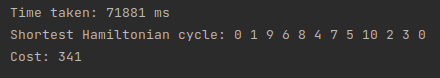 Time taken: 71881 ms
Shortest Hamiltonian cycle: 0 1 9 6 8 4 7 5 10 2 3 0
Cost: 341